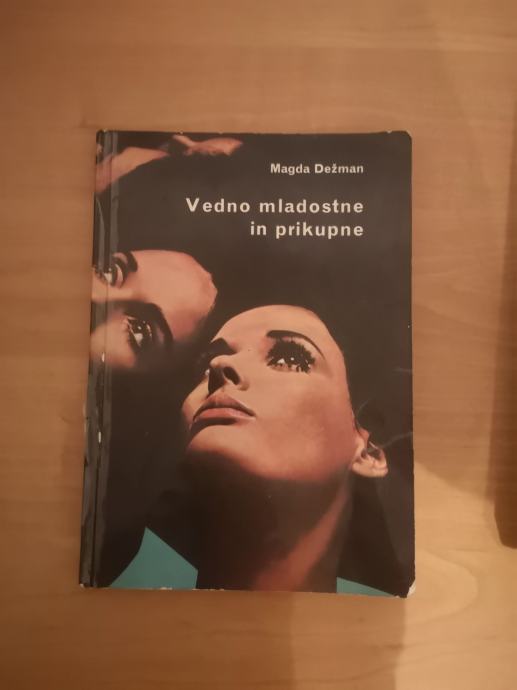 Magda Dežman
Vedno mladostne
in prikupne